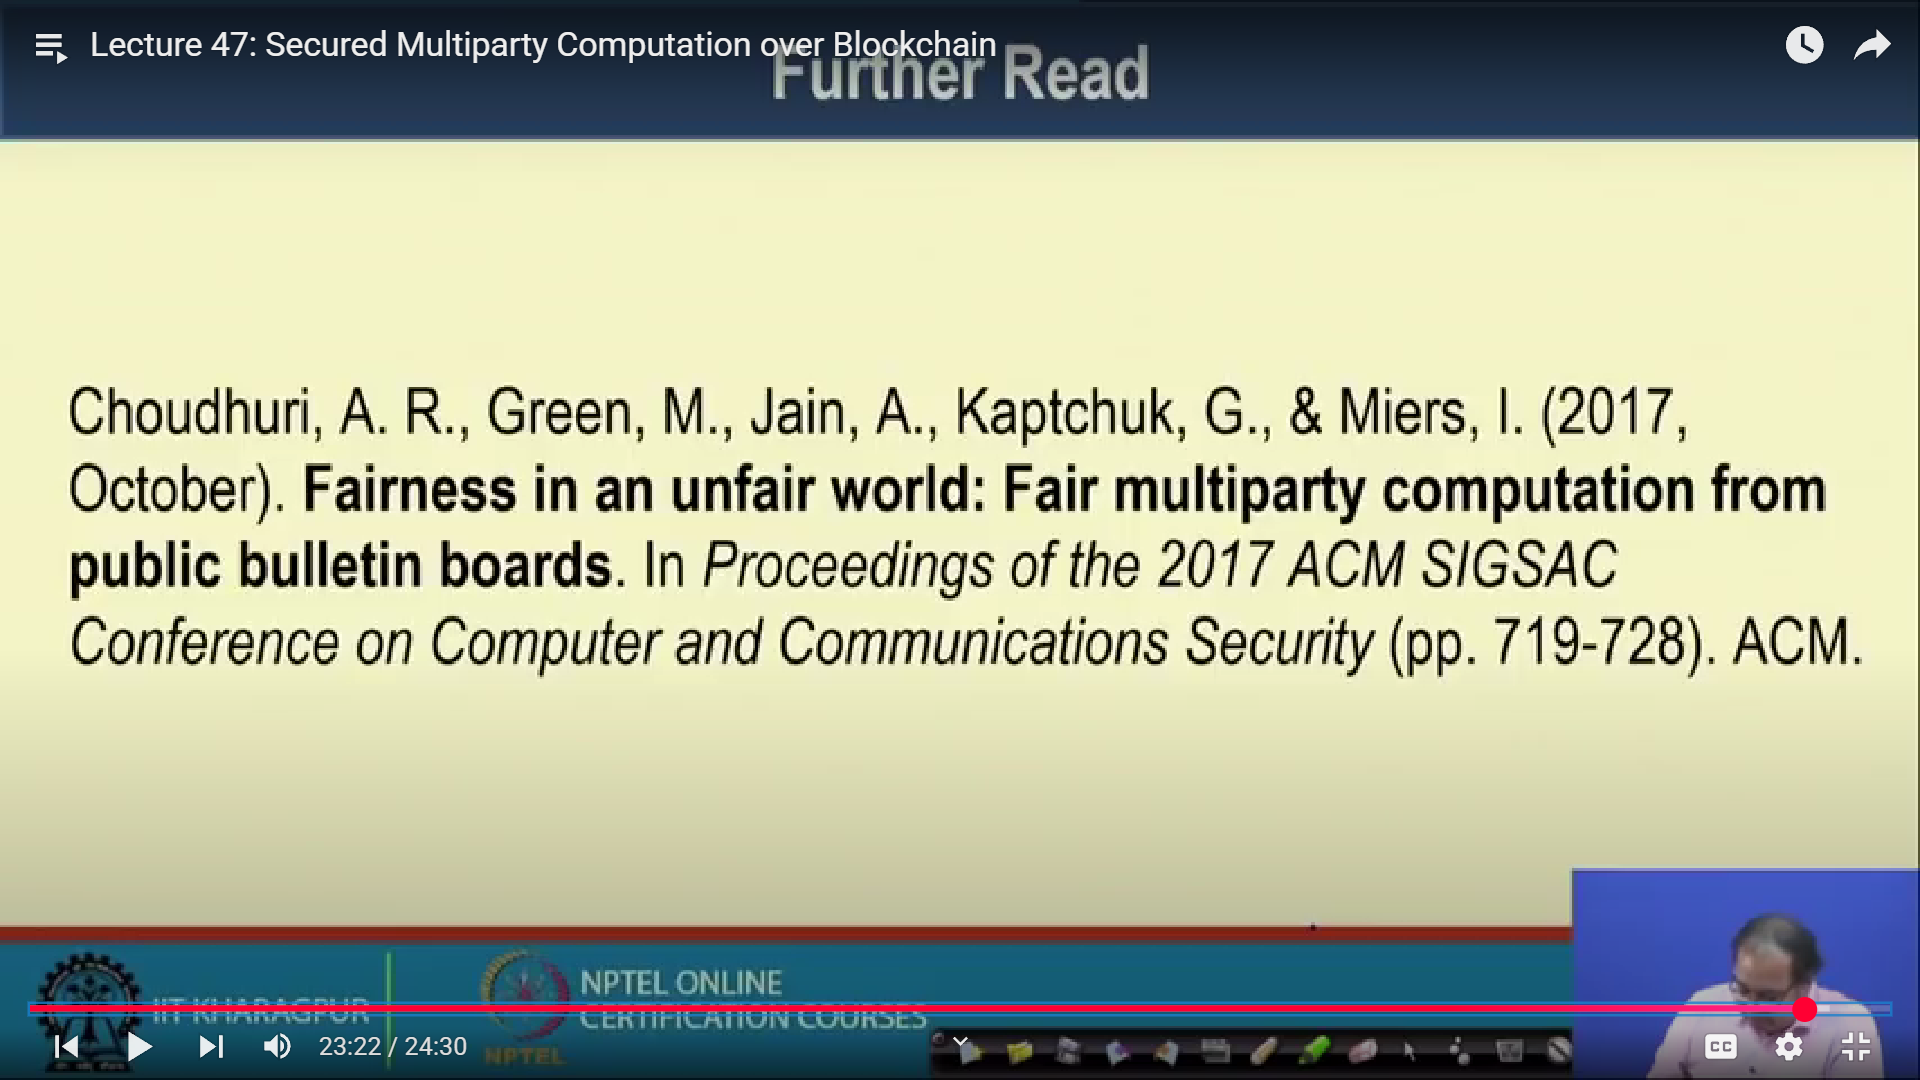 Lecture 47: Secured Multiparty Computation over Blockchain
Further Read
Choudhuri, A. R., Green, M., Jain, A., Kaptchuk, G., & Miers, I. (2017,
October). Fairness in an unfair world: Fair multiparty computation from
public bulletin boards. In Proceedings of the 2017 ACM SIGSAC
Conference on Computer and Communications Security (pp. 719-728). ACM.
IIT KHARAGPUR
NPTEL ONLINE
CERTIFICATION COURSES
NPTEL
23:22 / 24:30
CC